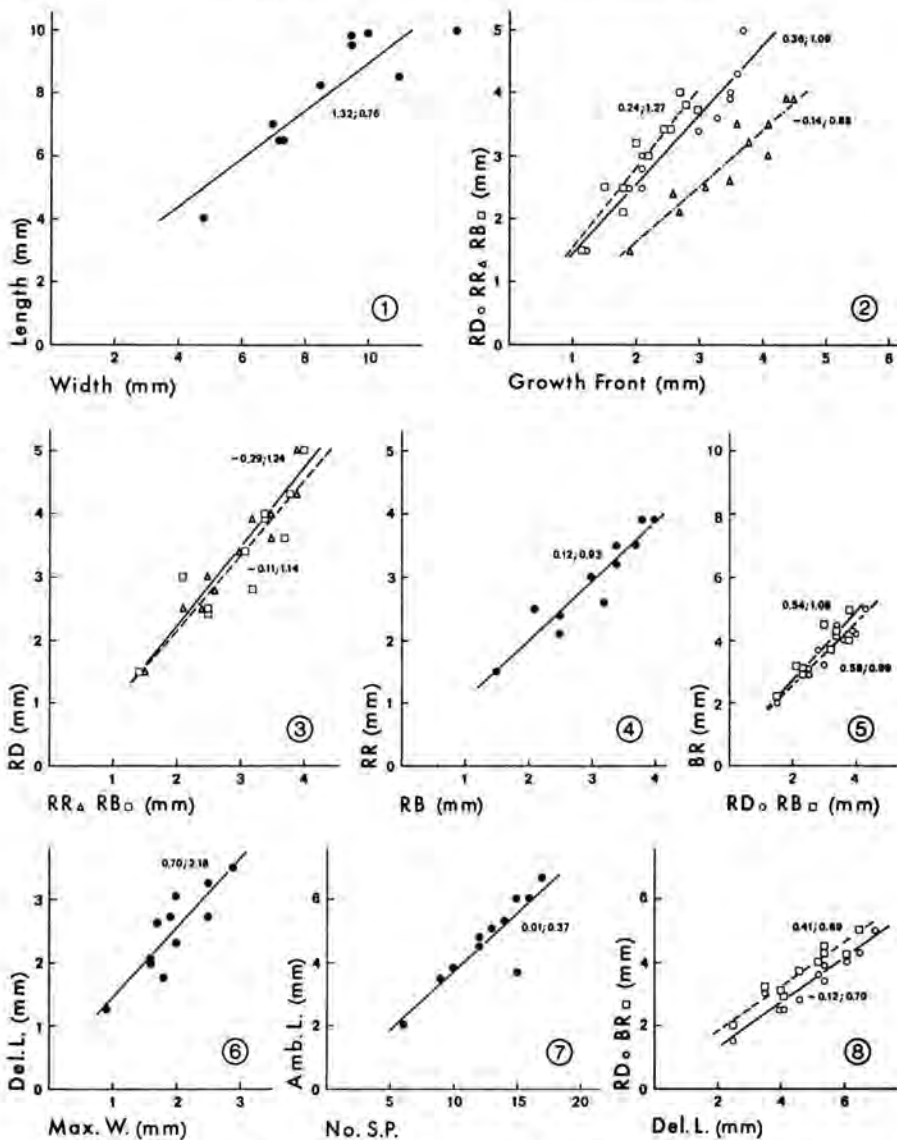 10
8
6
4
2
0
Length (mm)
1.32; 0.76
①
2 4 6 8 10
Width (mm)
5
4
3
2
1
0
RD○ RR△ RB□ (mm)
0.36; 1.09
0.24; 1.27
-0.14; 0.88
②
1 2 3 4 5 6
Growth Front (mm)
5
4
3
2
1
0
RD (mm)
-0.29; 1.24
-0.11; 1.14
③
1 2 3 4
RR△ RB□ (mm)
5
4
3
2
1
0
RR (mm)
0.12; 0.93
④
1 2 3 4
RB (mm)
10
8
6
4
2
0
BR (mm)
0.54; 1.08
0.58; 0.99
⑤
2 4 6
RD○ RB□ (mm)
3
2
1
0
Del. L. (mm)
0.70; 2.18
⑥
1 2 3
Max. W. (mm)
6
4
2
0
Amb. L. (mm)
0.01; 0.37
⑦
5 10 15 20
No. S.P.
6
4
2
0
RD○ BR□ (mm)
0.41; 0.69
-0.12; 0.70
⑧
2 4 6
Del. L. (mm)